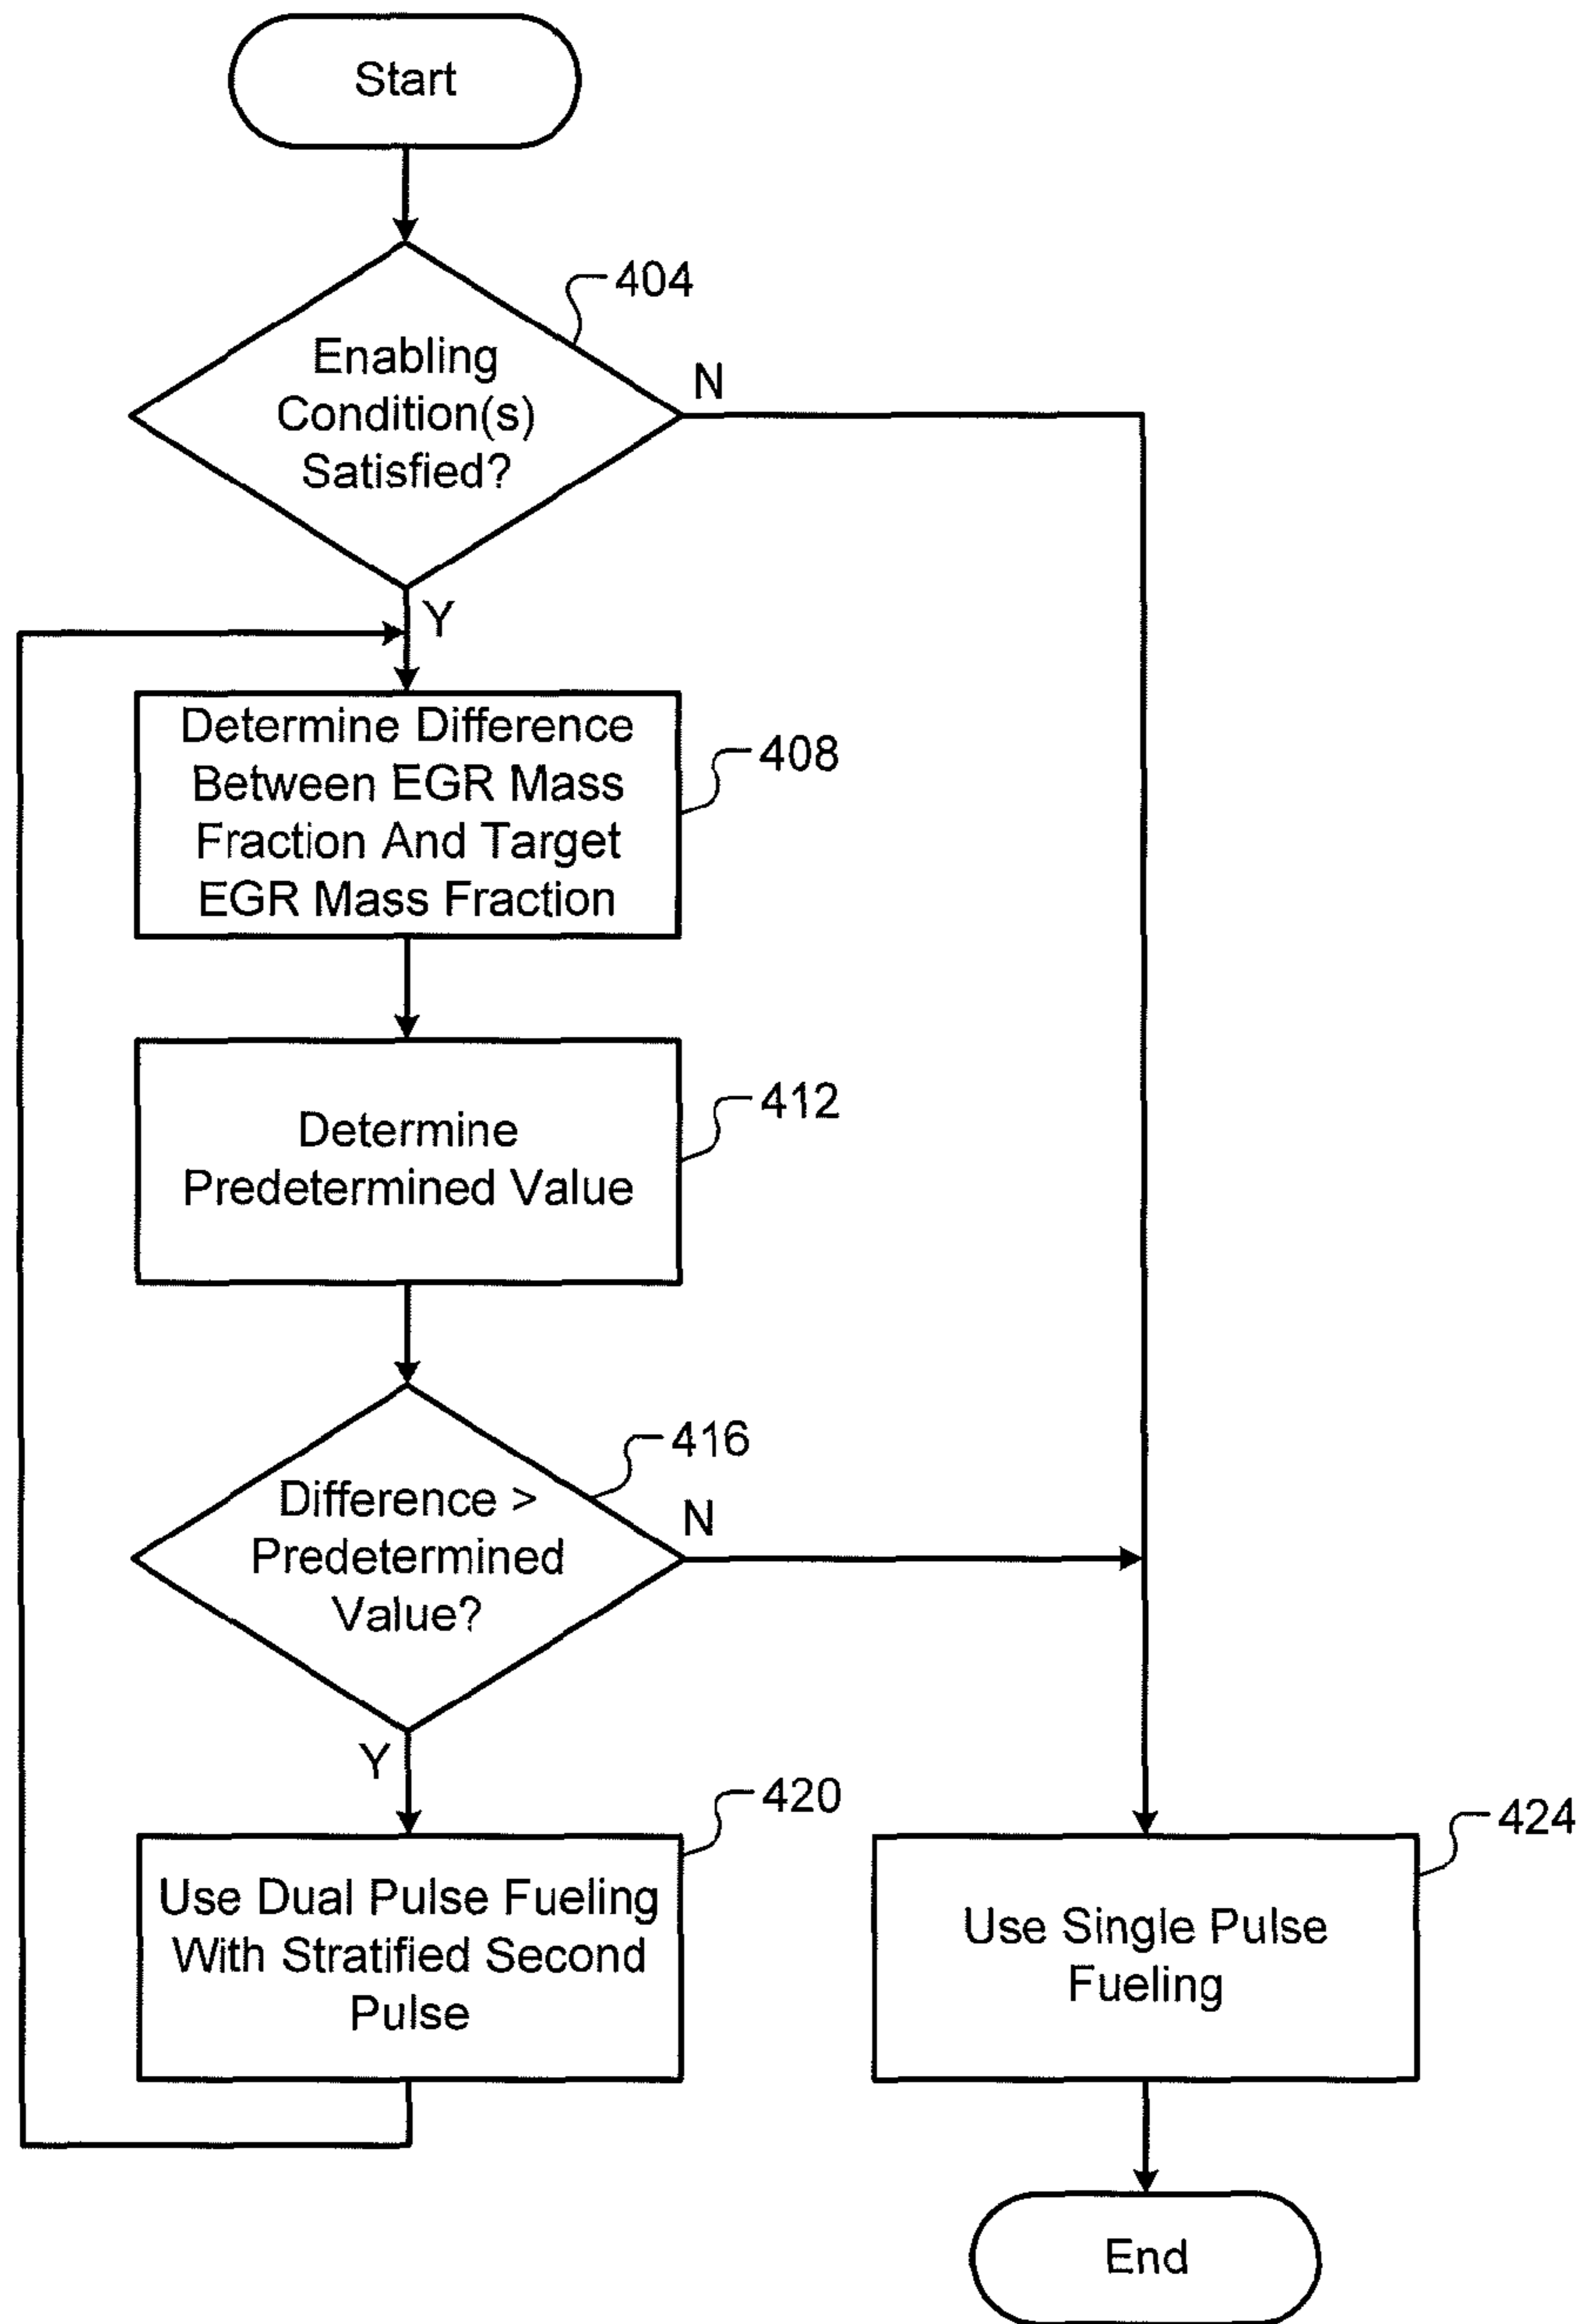 Start
404
Enabling
Condition(s)
Satisfied?
N
Y
Determine Difference
Between EGR Mass
Fraction And Target
EGR Mass Fraction
408
Determine
Predetermined Value
412
416
Difference >
Predetermined
Value?
N
Y
420
Use Dual Pulse Fueling
With Stratified Second
Pulse
424
Use Single Pulse
Fueling
End